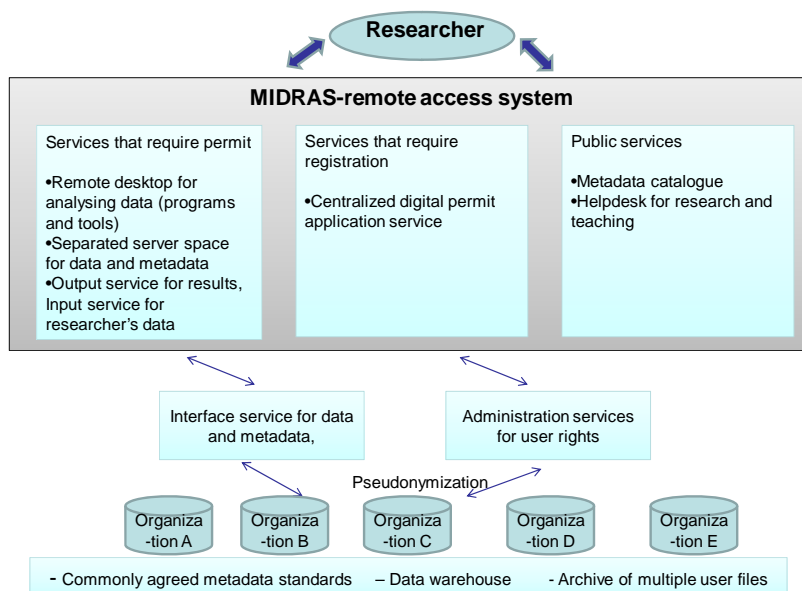 Researcher
MIDRAS-remote access system
Services that require permit
•Remote desktop for
analysing data (programs
and tools)
•Separated server space
for data and metadata
•Output service for results,
Input service for
researcher's data
Services that require
registration
•Centralized digital permit
application service
Public services
•Metadata catalogue
•Helpdesk for research and
teaching
Interface service for data
and metadata,
Administration services
for user rights
Pseudonymization
Organiza
-tion A
Organiza
-tion B
Organiza
-tion C
Organiza
-tion D
Organiza
-tion E
- Commonly agreed metadata standards – Data warehouse - Archive of multiple user files